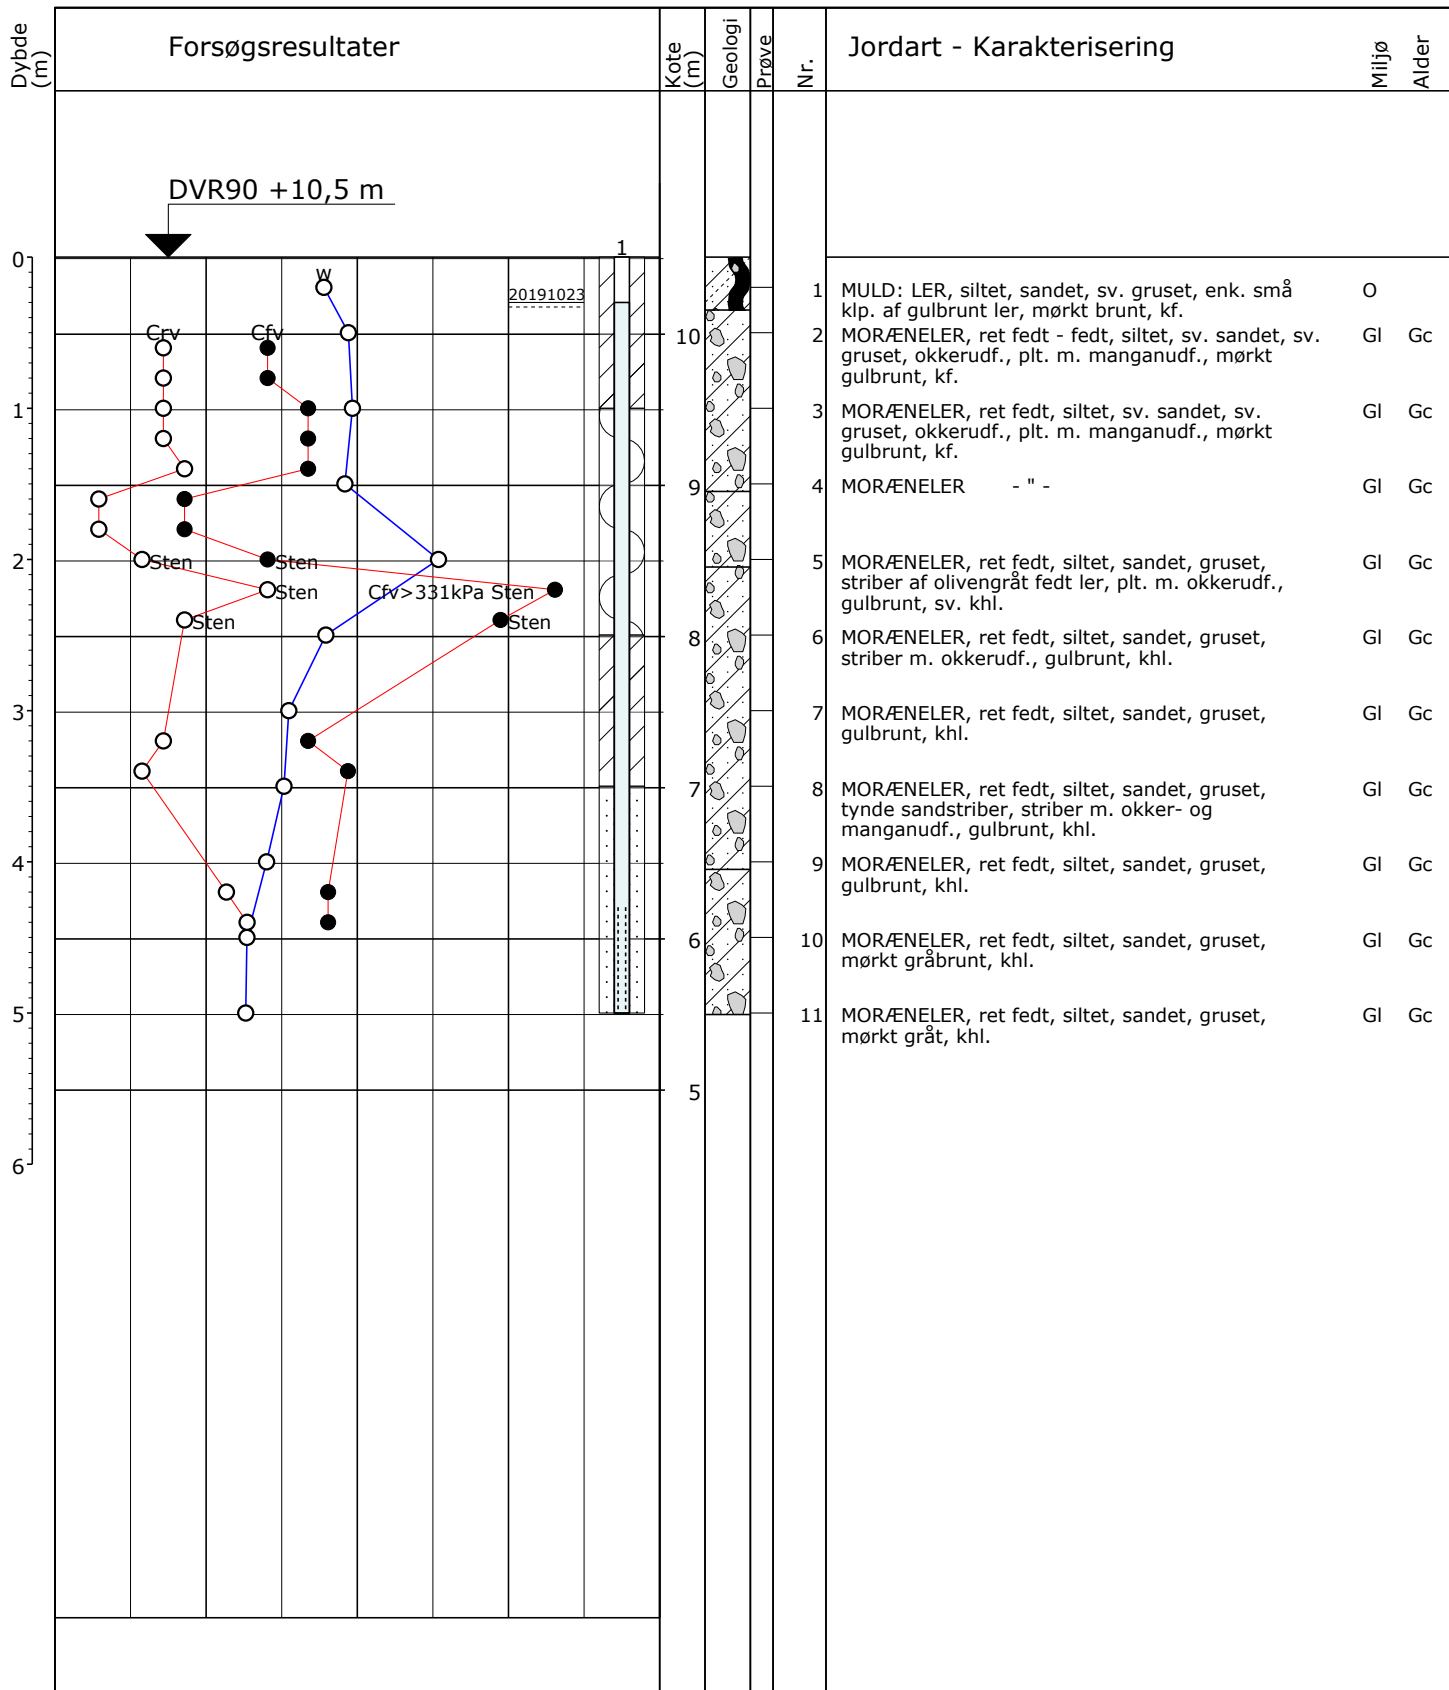 Dybde
(m)
Forsøgsresultater
Kote
(m)
Geologi
Prøve
Nr.
Jordart - Karakterisering
Miljø
Alder
DVR90 +10,5 m
0
1
2
3
4
5
6
w
Crv
Cfv
20191023
1
Sten
Sten
Sten
Cfv>331kPa Sten
Sten
Sten
10
9
8
7
6
5
1 MULD: LER, siltet, sandet, sv. gruset, enk. små O
klp. af gulbrunt ler, mørkt brunt, kf.
2 MORÆNELER, ret fedt - fedt, siltet, sv. sandet, sv. Gl Gc
gruset, okkerudf., plt. m. manganudf., mørkt
gulbrunt, kf.
3 MORÆNELER, ret fedt, siltet, sv. sandet, sv. Gl Gc
gruset, okkerudf., plt. m. manganudf., mørkt
gulbrunt, kf.
4 MORÆNELER - " - Gl Gc
5 MORÆNELER, ret fedt, siltet, sandet, gruset, Gl Gc
striber af olivengråt fedt ler, plt. m. okkerudf.,
gulbrunt, sv. khl.
6 MORÆNELER, ret fedt, siltet, sandet, gruset, Gl Gc
striber m. okkerudf., gulbrunt, khl.
7 MORÆNELER, ret fedt, siltet, sandet, gruset, Gl Gc
gulbrunt, khl.
8 MORÆNELER, ret fedt, siltet, sandet, gruset, Gl Gc
tynde sandstriber, striber m. okker- og
manganudf., gulbrunt, khl.
9 MORÆNELER, ret fedt, siltet, sandet, gruset, Gl Gc
gulbrunt, khl.
10 MORÆNELER, ret fedt, siltet, sandet, gruset, Gl Gc
mørkt gråbrunt, khl.
11 MORÆNELER, ret fedt, siltet, sandet, gruset, Gl Gc
mørkt gråt, khl.